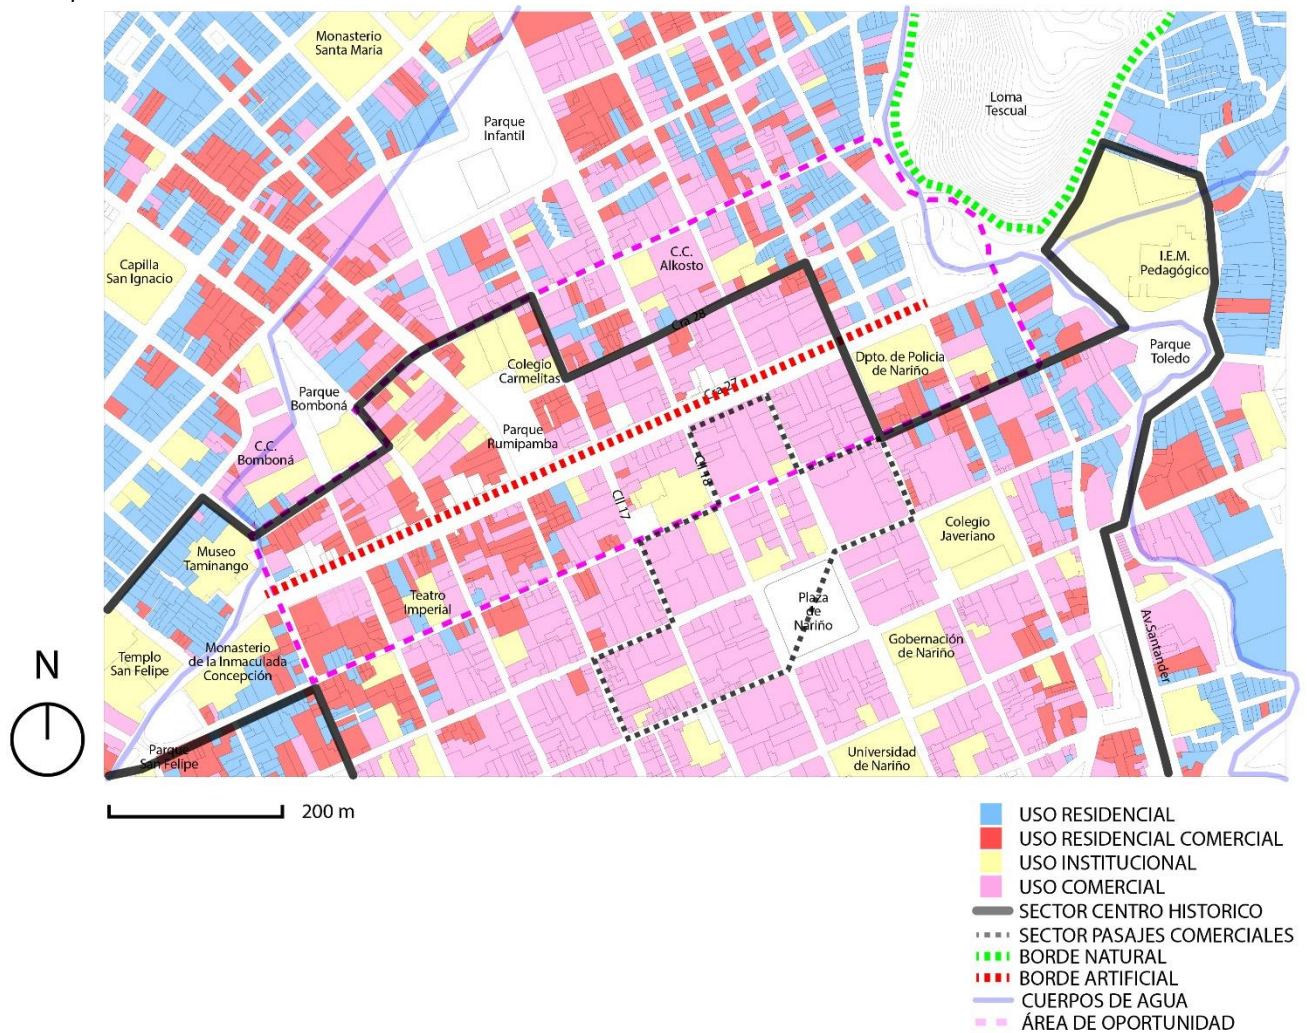 Monasterio
Santa María
Parque
Infantil
Loma
Tescual
Capilla
San Ignacio
C.C.
Alkosto
I.E.M.
Pedagógico
Cra 28
Colegio
Carmelitas
Dpto. de Policia
de Nariño
Parque
Toledo
Parque
Bomboná
Cra 27
Parque
Rumipamba
C.C.
Bomboná
Cll 18
Cll 17
Museo
Taminango
Colegio
Javeriano
Teatro
Imperial
Plaza
de
Nariño
Monasterio
de la Inmaculada
Concepción
Templo
San Felipe
Gobernación
de Nariño
Av.Santander
Parque
San Felipe
Universidad
de Nariño
N
200 m
USO RESIDENCIAL
USO RESIDENCIAL COMERCIAL
USO INSTITUCIONAL
USO COMERCIAL
SECTOR CENTRO HISTORICO
SECTOR PASAJES COMERCIALES
BORDE NATURAL
BORDE ARTIFICIAL
CUERPOS DE AGUA
ÁREA DE OPORTUNIDAD